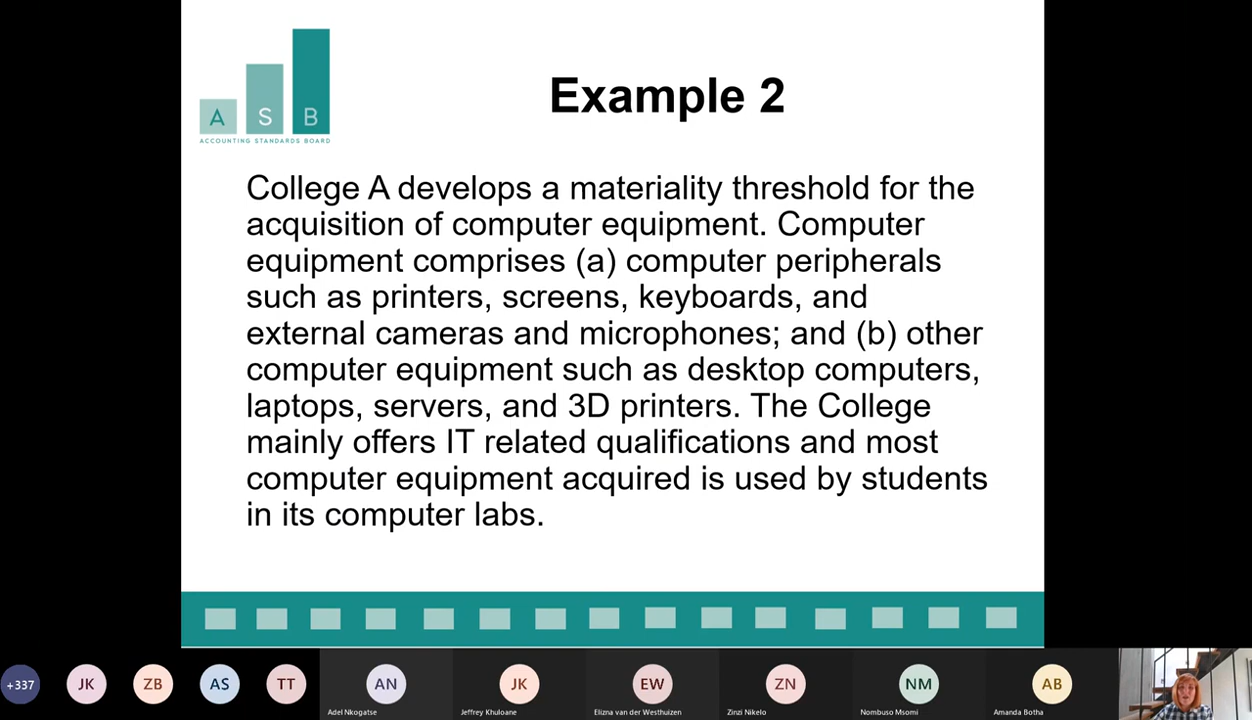 A S B
ACCOUNTING STANDARDS BOARD
Example 2
College A develops a materiality threshold for the
acquisition of computer equipment. Computer
equipment comprises (a) computer peripherals
such as printers, screens, keyboards, and
external cameras and microphones; and (b) other
computer equipment such as desktop computers,
laptops, servers, and 3D printers. The College
mainly offers IT related qualifications and most
computer equipment acquired is used by students
in its computer labs.
+337 JK ZB AS TT AN JK EW ZN NM AB
Adel Nkogatse Jeffrey Khuloane Elizna van der Westhuizen Zinzi Nikelo Nombuso Msomi Amanda Botha